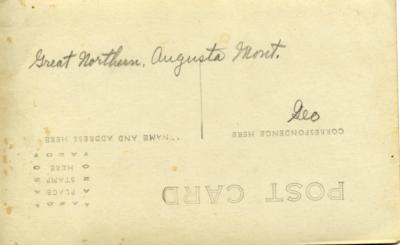 Great Northern, Augusta Mont.
Geo
CORRESPONDENCE HERE
NAME AND ADDRESS HERE
POST CARD
PLACE
STAMP
HERE